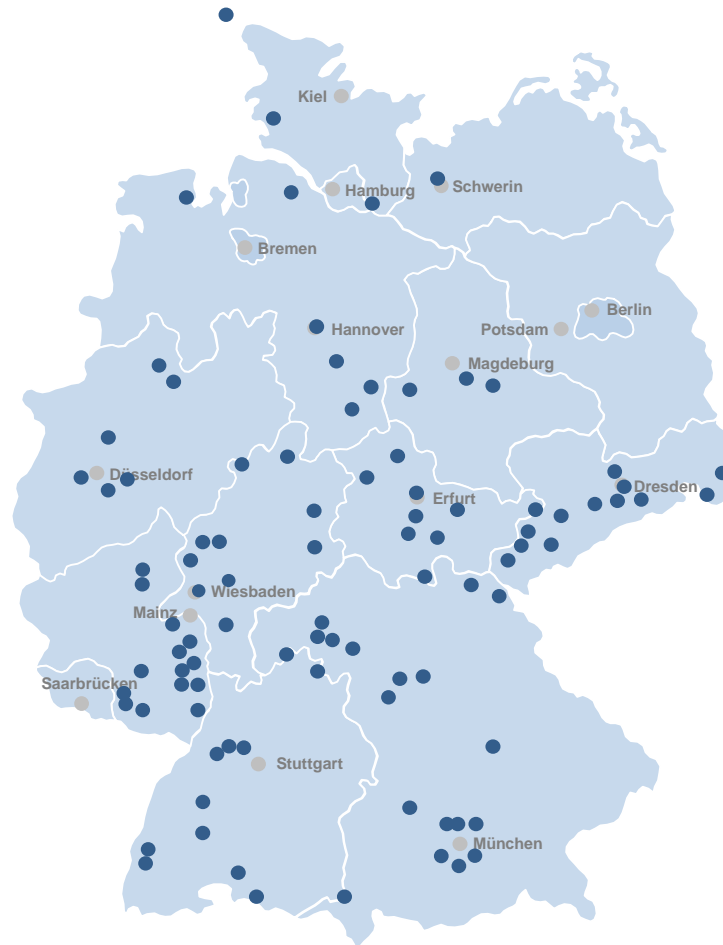 Kiel
Hamburg
Schwerin
Bremen
Berlin
Hannover
Potsdam
Magdeburg
Düsseldorf
Dresden
Erfurt
Wiesbaden
Mainz
Saarbrücken
Stuttgart
München